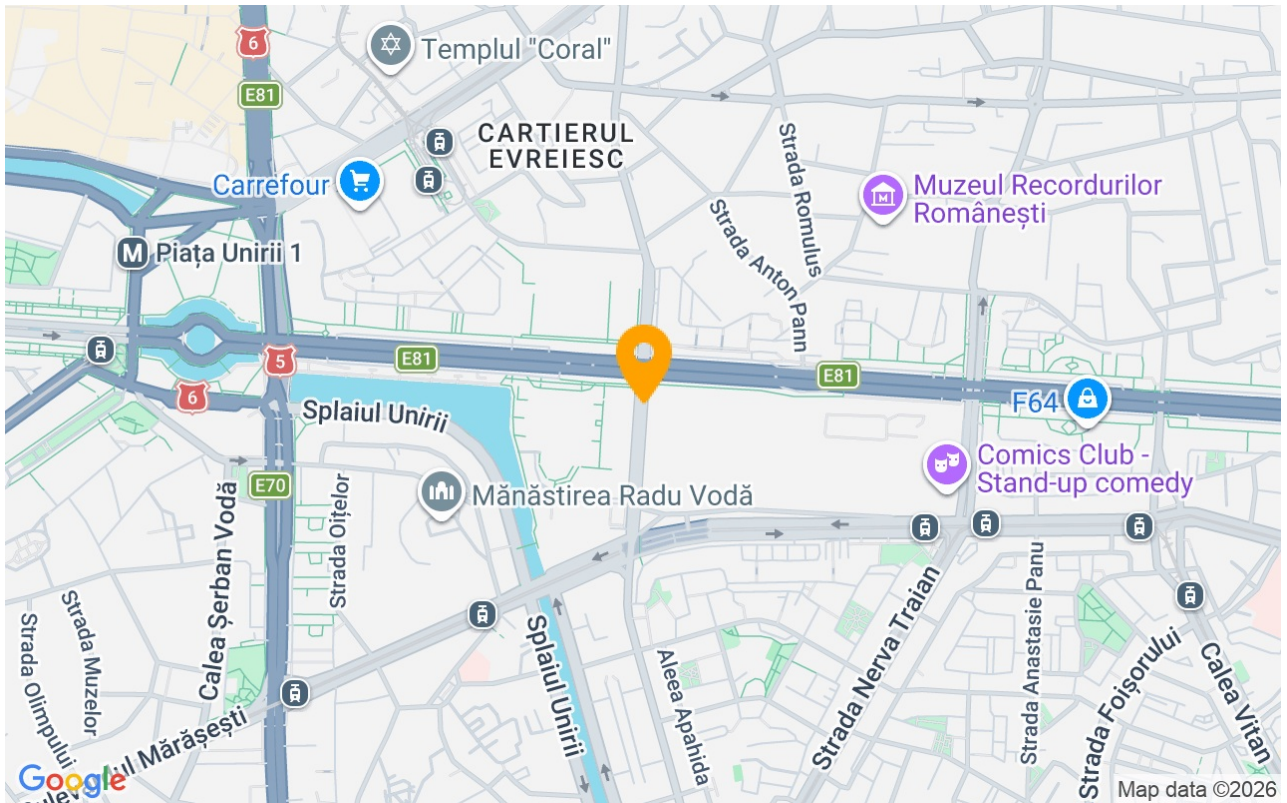 6
Templul "Coral"
E81
CARTIERUL
EVREIESC
Strada Romulus
Carrefour
Muzeul Recordurilor
Românești
Strada Anton Pann
M
Piața Unirii 1
5
E81
E81
6
F64
Splaiul Unirii
Comics Club -
Stand-up comedy
E70
Calea Șerban Vodă
Strada Oițelor
Mănăstirea Radu Vodă
Strada Muzelor
Strada Olimpului
Splaiul Unirii
Aleea Apahida
Strada Nerva Traian
Strada Anastasie Panu
Strada Foișorului
Calea Vitan
Mărășești
Google
Map data ©2026